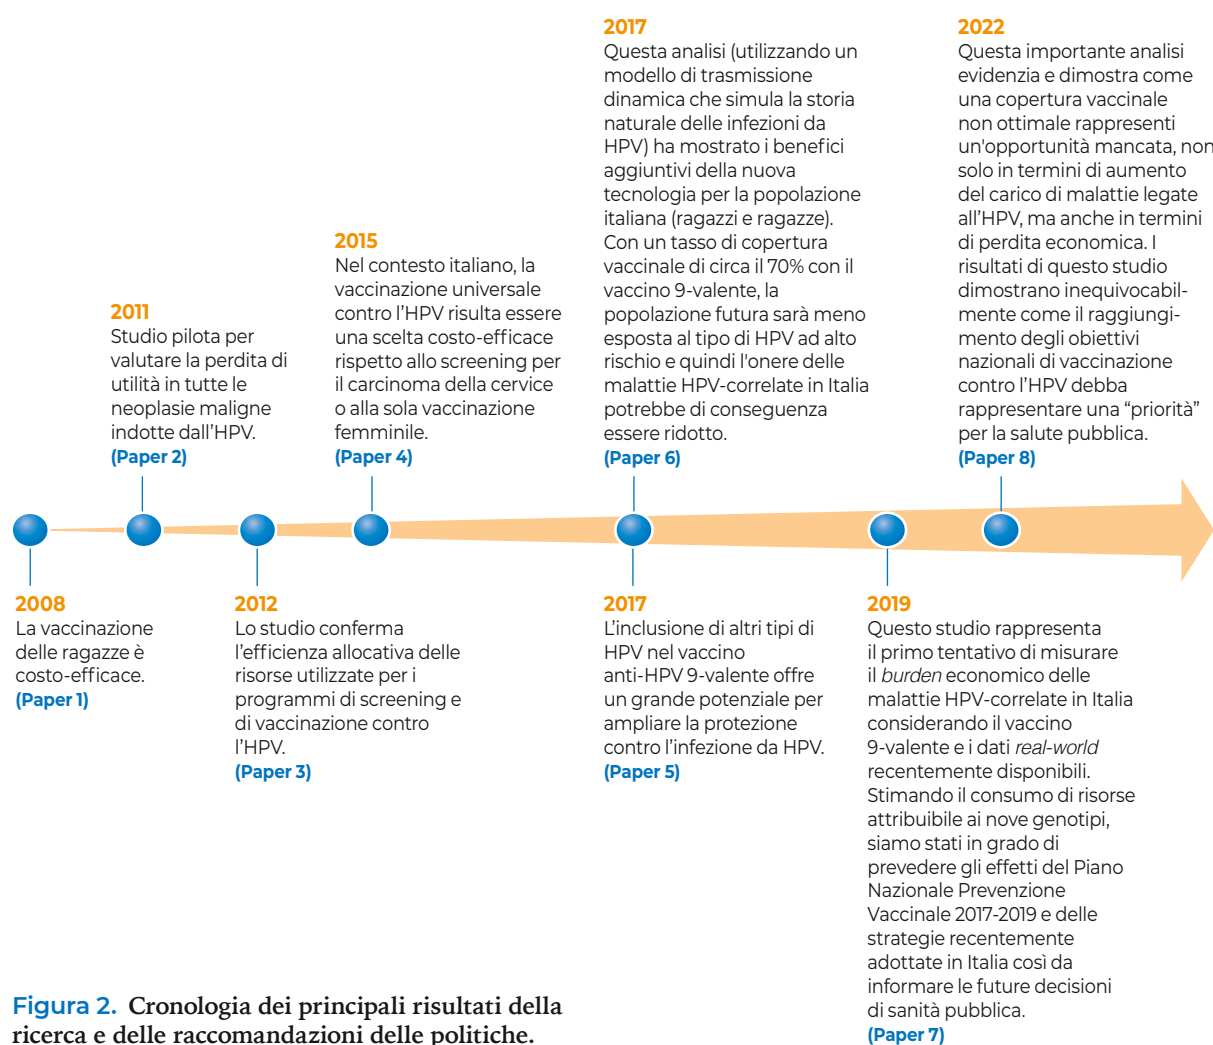 2017
Questa analisi (utilizzando un
modello di trasmissione
dinamica che simula la storia
naturale delle infezioni da
HPV) ha mostrato i benefici
aggiuntivi della nuova
tecnologia per la popolazione
italiana (ragazzi e ragazze).
Con un tasso di copertura
vaccinale di circa il 70% con il
vaccino 9-valente, la
popolazione futura sarà meno
esposta al tipo di HPV ad alto
rischio e quindi l'onere delle
malattie HPV-correlate in Italia
potrebbe di conseguenza
essere ridotto.
(Paper 6)
2022
Questa importante analisi
evidenzia e dimostra come
una copertura vaccinale
non ottimale rappresenti
un'opportunità mancata, non
solo in termini di aumento
del carico di malattie legate
all'HPV, ma anche in termini
di perdita economica. I
risultati di questo studio
dimostrano inequivocabil-
mente come il raggiungi-
mento degli obiettivi
nazionali di vaccinazione
contro l'HPV debba
rappresentare una "priorità"
per la salute pubblica.
(Paper 8)
2015
Nel contesto italiano, la
vaccinazione universale
contro l'HPV risulta essere
una scelta costo-efficace
rispetto allo screening per
il carcinoma della cervice
o alla sola vaccinazione
femminile.
(Paper 4)
2011
Studio pilota per
valutare la perdita di
utilità in tutte le
neoplasie maligne
indotte dall'HPV.
(Paper 2)
2008
La vaccinazione
delle ragazze è
costo-efficace.
(Paper 1)
2012
Lo studio conferma
l'efficienza allocativa delle
risorse utilizzate per i
programmi di screening e
di vaccinazione contro
l'HPV.
(Paper 3)
2017
L'inclusione di altri tipi di
HPV nel vaccino
anti-HPV 9-valente offre
un grande potenziale per
ampliare la protezione
contro l'infezione da HPV.
(Paper 5)
2019
Questo studio rappresenta
il primo tentativo di misurare
il burden economico delle
malattie HPV-correlate in Italia
considerando il vaccino
9-valente e i dati real-world
recentemente disponibili.
Stimando il consumo di risorse
attribuibile ai nove genotipi,
siamo stati in grado di
prevedere gli effetti del Piano
Nazionale Prevenzione
Vaccinale 2017-2019 e delle
strategie recentemente
adottate in Italia così da
informare le future decisioni
di sanità pubblica.
(Paper 7)
Figura 2. Cronologia dei principali risultati della
ricerca e delle raccomandazioni delle politiche.